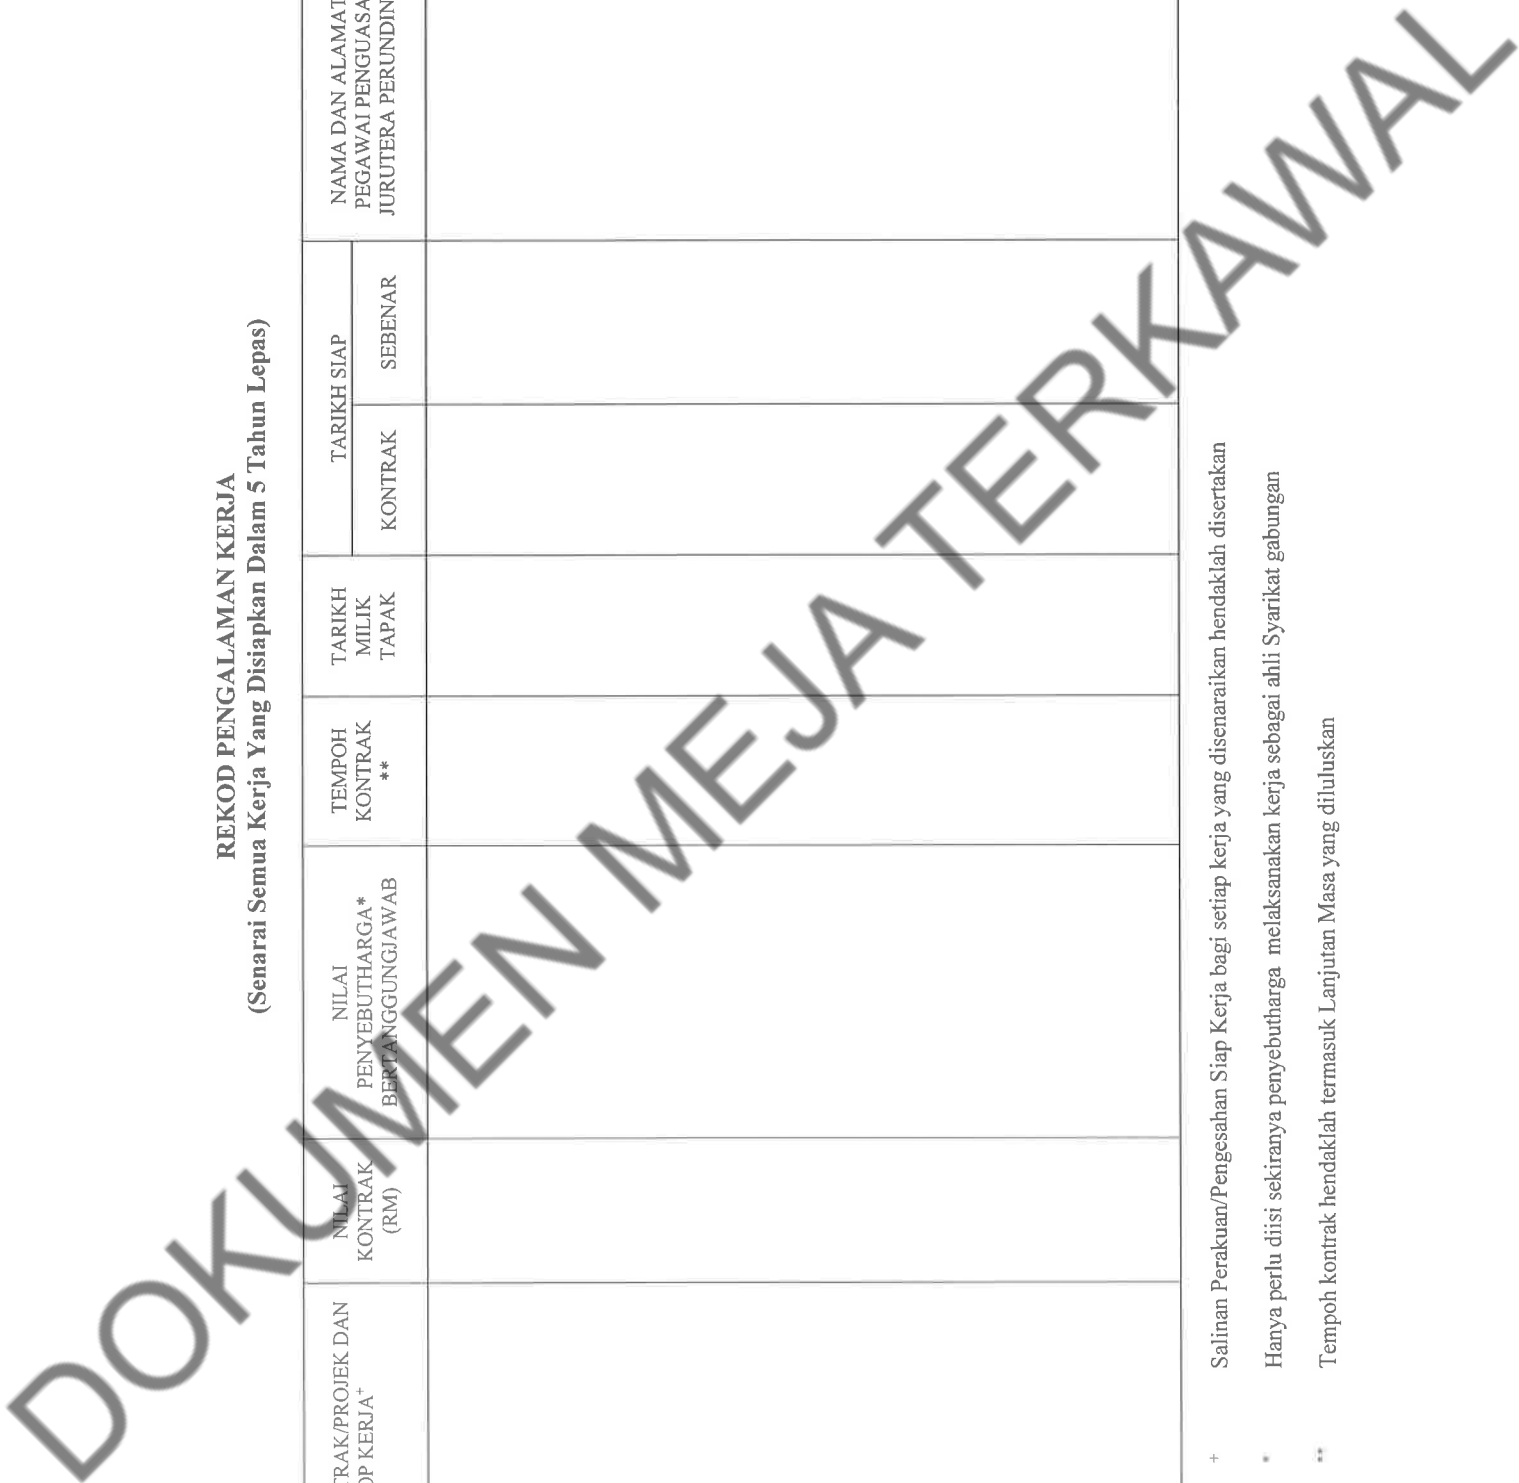 REKOD PENGALAMAN KERJA
(Senarai Semua Kerja Yang Disiapkan Dalam 5 Tahun Lepas)
TRAK/PROJEK DAN
OP KERJA+
NILAI
KONTRAK
(RM)
NILAI
PENYEBUTHARGA*
BERTANGGUNGJAWAB
TEMPOH
KONTRAK
**
TARIKH
MILIK
TAPAK
TARIKH SIAP
KONTRAK
SEBENAR
NAMA DAN ALAMAT
PEGAWAI PENGUASA
JURUTERA PERUNDIN
+ Salinan Perakuan/Pengesahan Siap Kerja bagi setiap kerja yang disenaraikan hendaklah disertakan
* Hanya perlu diisi sekiranya penyebutharga melaksanakan kerja sebagai ahli Syarikat gabungan
** Tempoh kontrak hendaklah termasuk Lanjutan Masa yang diluluskan
DOKUMEN MEJA TERKAWAL